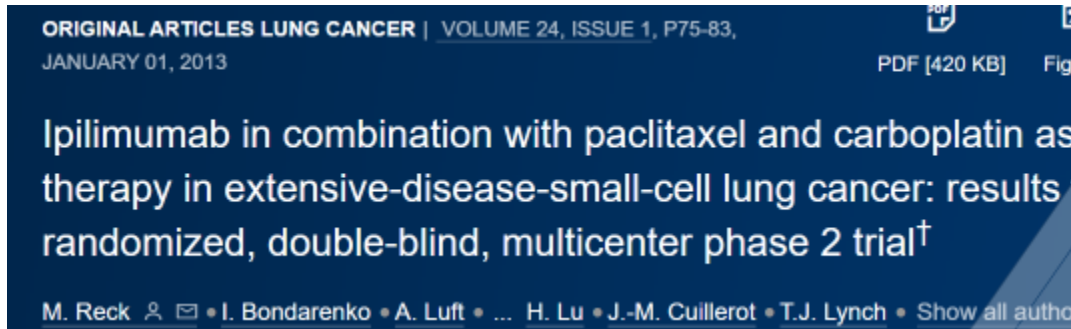 ORIGINAL ARTICLES LUNG CANCER | VOLUME 24, ISSUE 1, P75-83,
JANUARY 01, 2013
PDF
PDF [420 KB] Fig
Ipilimumab in combination with paclitaxel and carboplatin as
therapy in extensive-disease-small-cell lung cancer: results
randomized, double-blind, multicenter phase 2 trial†
M. Reck • I. Bondarenko • A. Luft • ... H. Lu • J.-M. Cuillerot • T.J. Lynch • Show all autho